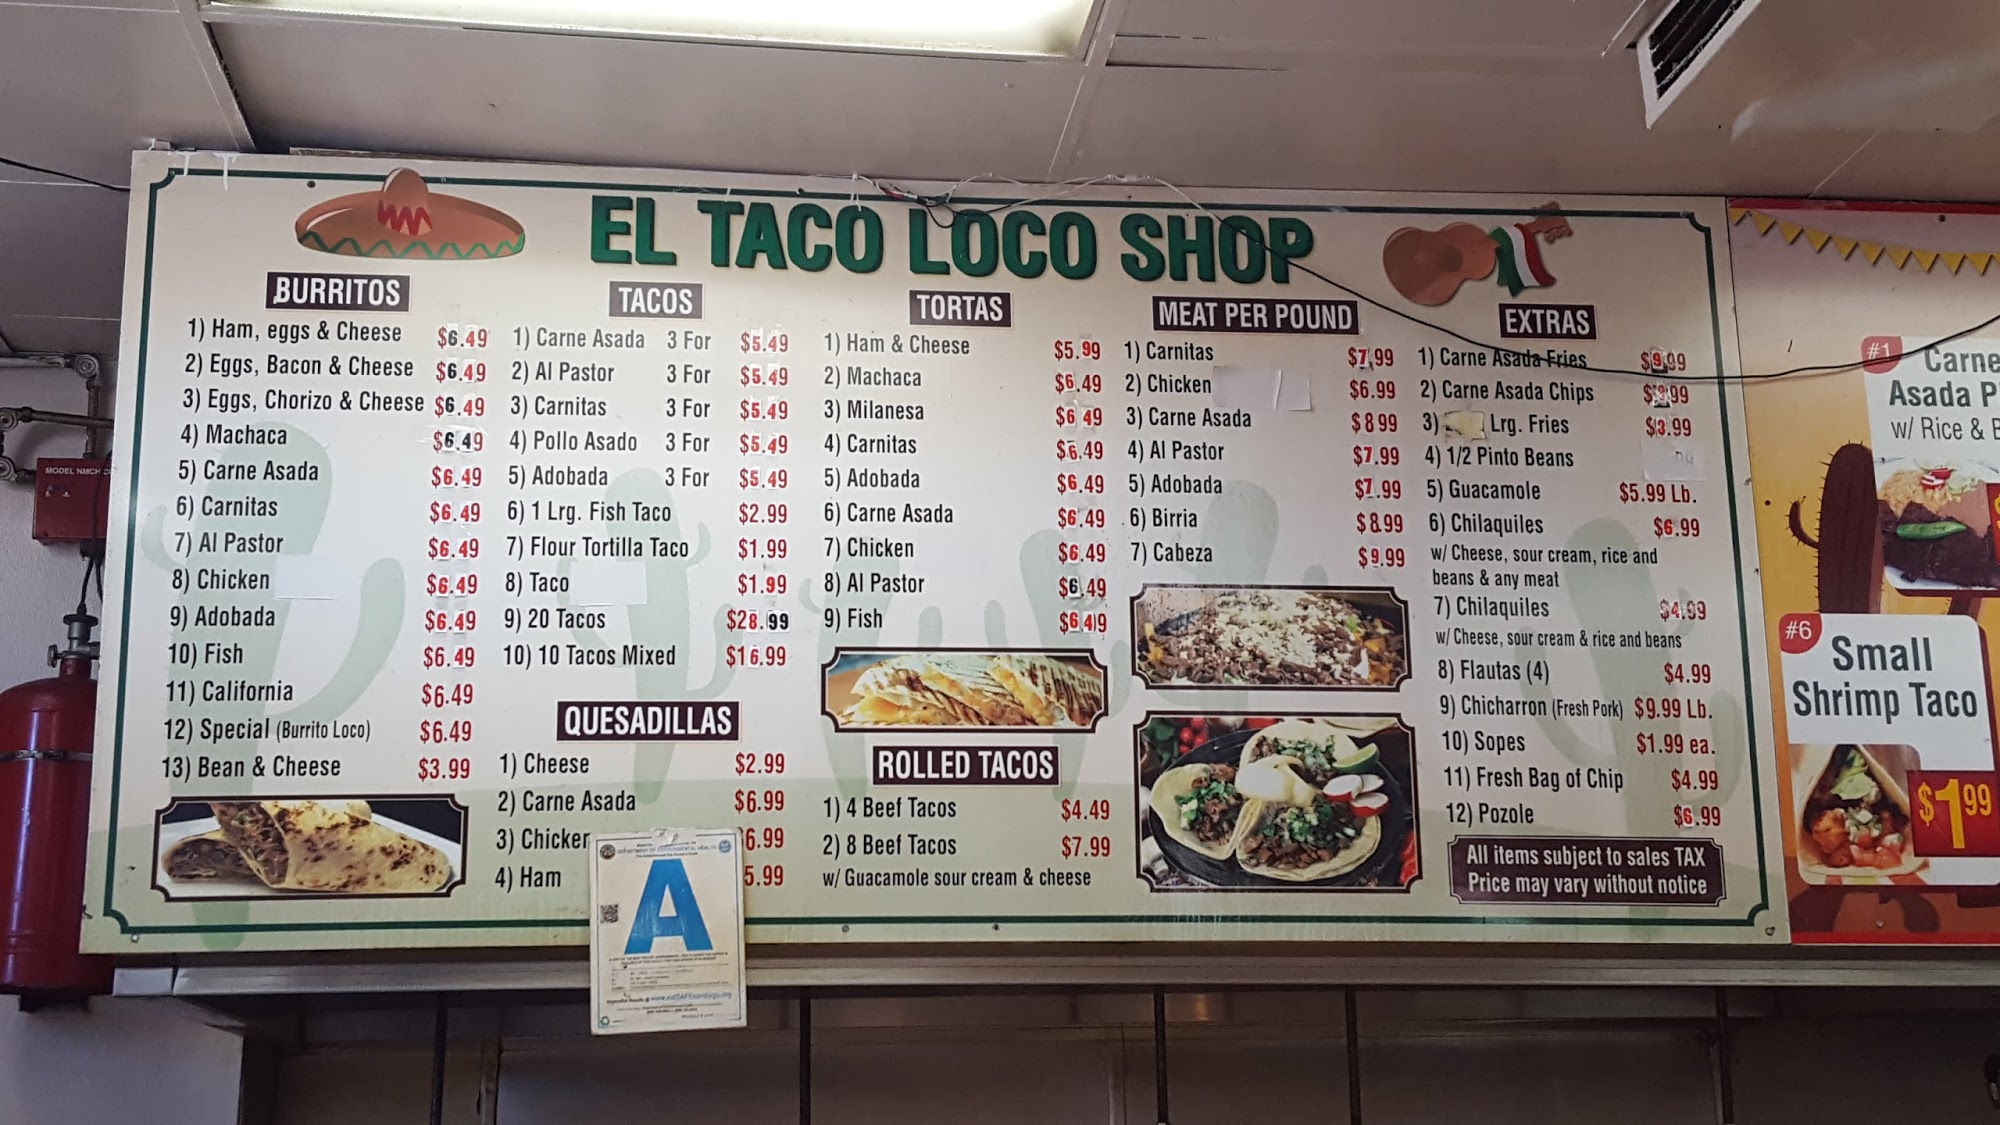 EL TACO LOCO SHOP
BURRITOS
1) Ham, eggs & Cheese $6.49
2) Eggs, Bacon & Cheese $6.49
3) Eggs, Chorizo & Cheese $6.49
4) Machaca $6.49
5) Carne Asada $6.49
6) Carnitas $6.49
7) Al Pastor $6.49
8) Chicken $6.49
9) Adobada $6.49
10) Fish $6.49
11) California $6.49
12) Special (Burrito Loco) $6.49
13) Bean & Cheese $3.99
TACOS
1) Carne Asada 3 For $5.49
2) Al Pastor 3 For $5.49
3) Carnitas 3 For $5.49
4) Pollo Asado 3 For $5.49
5) Adobada 3 For $5.49
6) 1 Lrg. Fish Taco $2.99
7) Flour Tortilla Taco $1.99
8) Taco $1.99
9) 20 Tacos $28.99
10) 10 Tacos Mixed $16.99
QUESADILLAS
1) Cheese $2.99
2) Carne Asada $6.99
3) Chicken 6.99
4) Ham 5.99
TORTAS
1) Ham & Cheese $5.99
2) Machaca $6.49
3) Milanesa $6 49
4) Carnitas $6.49
5) Adobada $6.49
6) Carne Asada $6.49
7) Chicken $6.49
8) Al Pastor $6.49
9) Fish $6 49
ROLLED TACOS
1) 4 Beef Tacos $4.49
2) 8 Beef Tacos $7.99
w/ Guacamole sour cream & cheese
MEAT PER POUND
1) Carnitas $7.99
2) Chicken $6.99
3) Carne Asada $8 99
4) Al Pastor $7.99
5) Adobada $7.99
6) Birria $8.99
7) Cabeza $9.99
EXTRAS
1) Carne Asada Fries $9.99
2) Carne Asada Chips $9.99
3) Lrg. Fries $3.99
4) 1/2 Pinto Beans
5) Guacamole $5.99 Lb.
6) Chilaquiles $6.99
w/ Cheese, sour cream, rice and
beans & any meat
7) Chilaquiles $4.99
w/ Cheese, sour cream & rice and beans
8) Flautas (4) $4.99
9) Chicharron (Fresh Pork) $9.99 Lb.
10) Sopes $1.99 ea.
11) Fresh Bag of Chip $4.99
12) Pozole $6.99
All items subject to sales TAX
Price may vary without notice
DEPARTMENT OF ENVIRONMENTAL HEALTH
A
#1
Carne
Asada
w/ Rice &
#6
Small
Shrimp Taco
$1 99